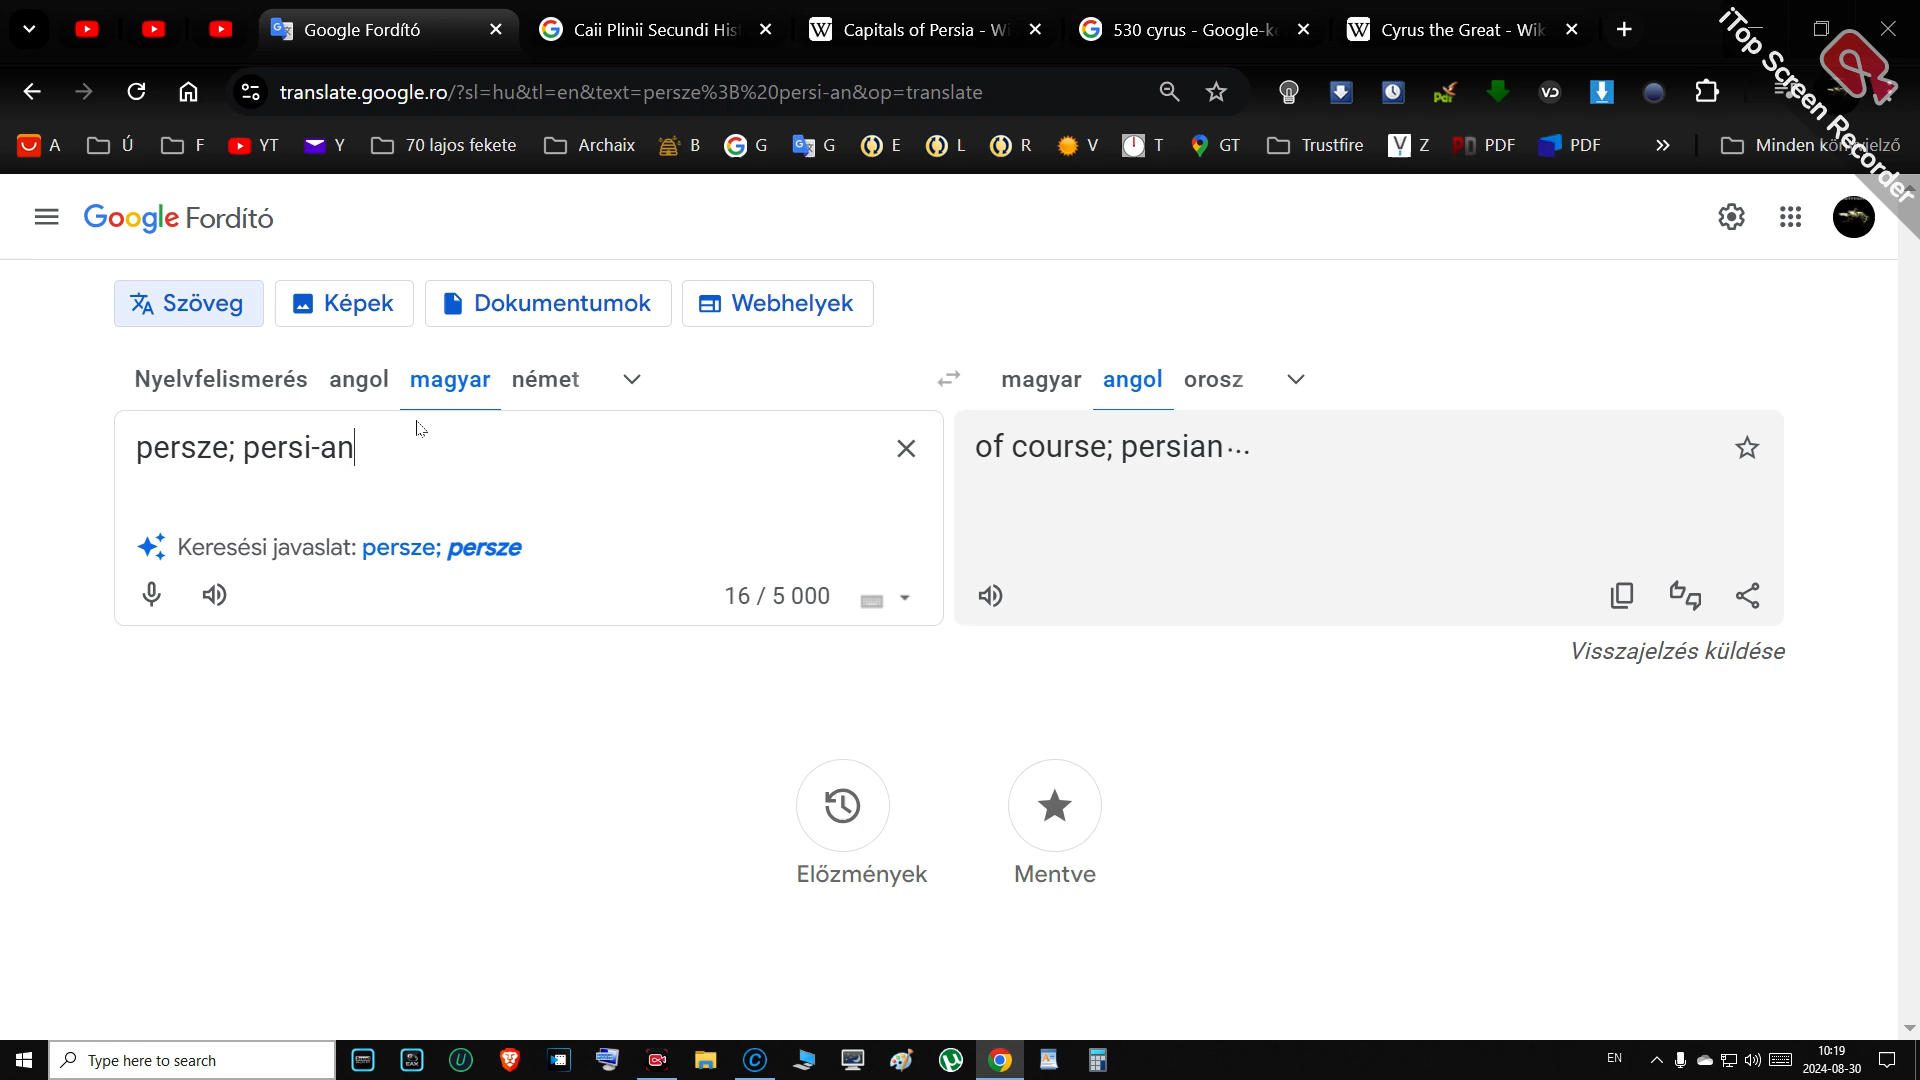 Google Fordító
Caii Plinii Secundi His
Capitals of Persia - Wi
530 cyrus - Google-k
Cyrus the Great - Wik
iTop Screen Recorder
translate.google.ro/?sl=hu&tl=en&text=persze%3B%20persi-an&op=translate
A
Ú
F
YT
Y
70 lajos fekete
Archaix
B
G
G
E
L
R
V
T
GT
Trustfire
Z
PDF
PDF
Google Fordító
Szöveg
Képek
Dokumentumok
Webhelyek
Nyelvfelismerés angol magyar német
magyar angol orosz
persze; persi-an
of course; persian...
Keresési javaslat: persze; persze
16 / 5 000
Visszajelzés küldése
Előzmények
Mentve
Type here to search
EN
10:19
2024-08-30